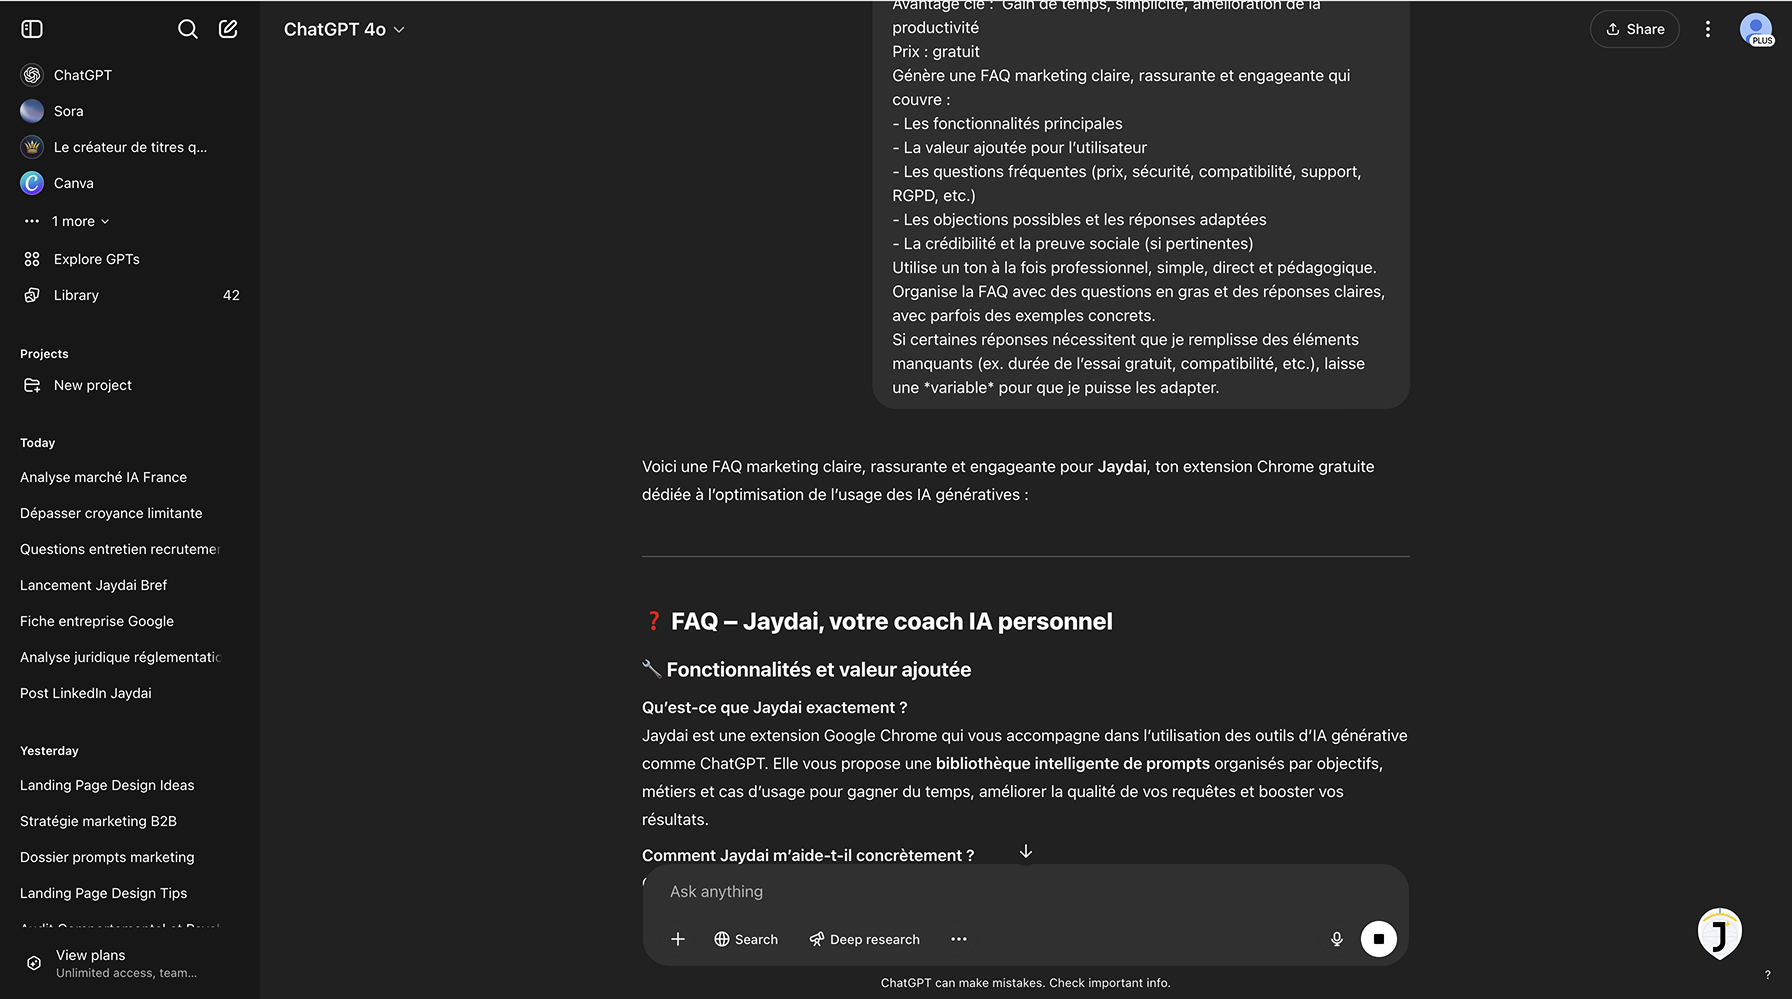 ChatGPT
Sora
Le créateur de titres q...
Canva
1 more
Explore GPTs
Library 42
Projects
New project
Today
Analyse marché IA France
Dépasser croyance limitante
Questions entretien recrutemen
Lancement Jaydai Bref
Fiche entreprise Google
Analyse juridique réglementatio
Post LinkedIn Jaydai
Yesterday
Landing Page Design Ideas
Stratégie marketing B2B
Dossier prompts marketing
Landing Page Design Tips
View plans
Unlimited access, team...
ChatGPT 4o
Share
PLUS
Avantage clé : Gain de temps, simplicité, amélioration de la
productivité
Prix : gratuit
Génère une FAQ marketing claire, rassurante et engageante qui
couvre :
- Les fonctionnalités principales
- La valeur ajoutée pour l’utilisateur
- Les questions fréquentes (prix, sécurité, compatibilité, support,
RGPD, etc.)
- Les objections possibles et les réponses adaptées
- La crédibilité et la preuve sociale (si pertinentes)
Utilise un ton à la fois professionnel, simple, direct et pédagogique.
Organise la FAQ avec des questions en gras et des réponses claires,
avec parfois des exemples concrets.
Si certaines réponses nécessitent que je remplisse des éléments
manquants (ex. durée de l’essai gratuit, compatibilité, etc.), laisse
une *variable* pour que je puisse les adapter.
Voici une FAQ marketing claire, rassurante et engageante pour Jaydai, ton extension Chrome gratuite
dédiée à l’optimisation de l’usage des IA génératives :
❓ FAQ – Jaydai, votre coach IA personnel
🔧 Fonctionnalités et valeur ajoutée
Qu’est-ce que Jaydai exactement ?
Jaydai est une extension Google Chrome qui vous accompagne dans l’utilisation des outils d’IA générative
comme ChatGPT. Elle vous propose une bibliothèque intelligente de prompts organisés par objectifs,
métiers et cas d’usage pour gagner du temps, améliorer la qualité de vos requêtes et booster vos
résultats.
Comment Jaydai m’aide-t-il concrètement ?
Ask anything
Search
Deep research
ChatGPT can make mistakes. Check important info.
J
?